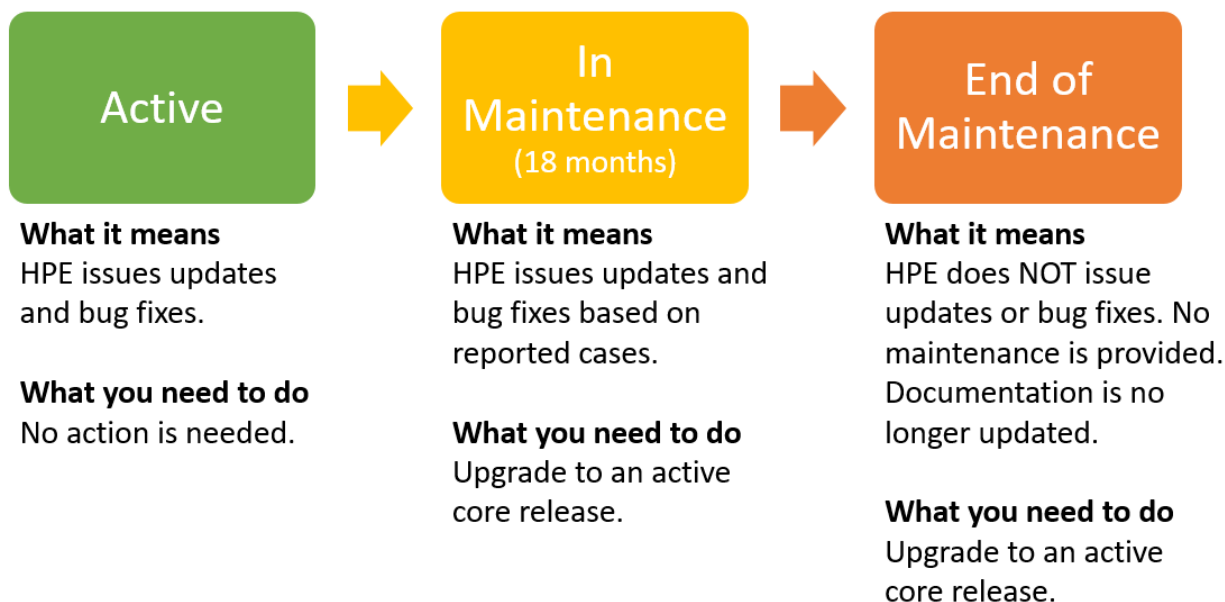 Active
What it means
HPE issues updates
and bug fixes.
What you need to do
No action is needed.
In
Maintenance
(18 months)
What it means
HPE issues updates and
bug fixes based on
reported cases.
What you need to do
Upgrade to an active
core release.
End of
Maintenance
What it means
HPE does NOT issue
updates or bug fixes. No
maintenance is provided.
Documentation is no
longer updated.
What you need to do
Upgrade to an active
core release.